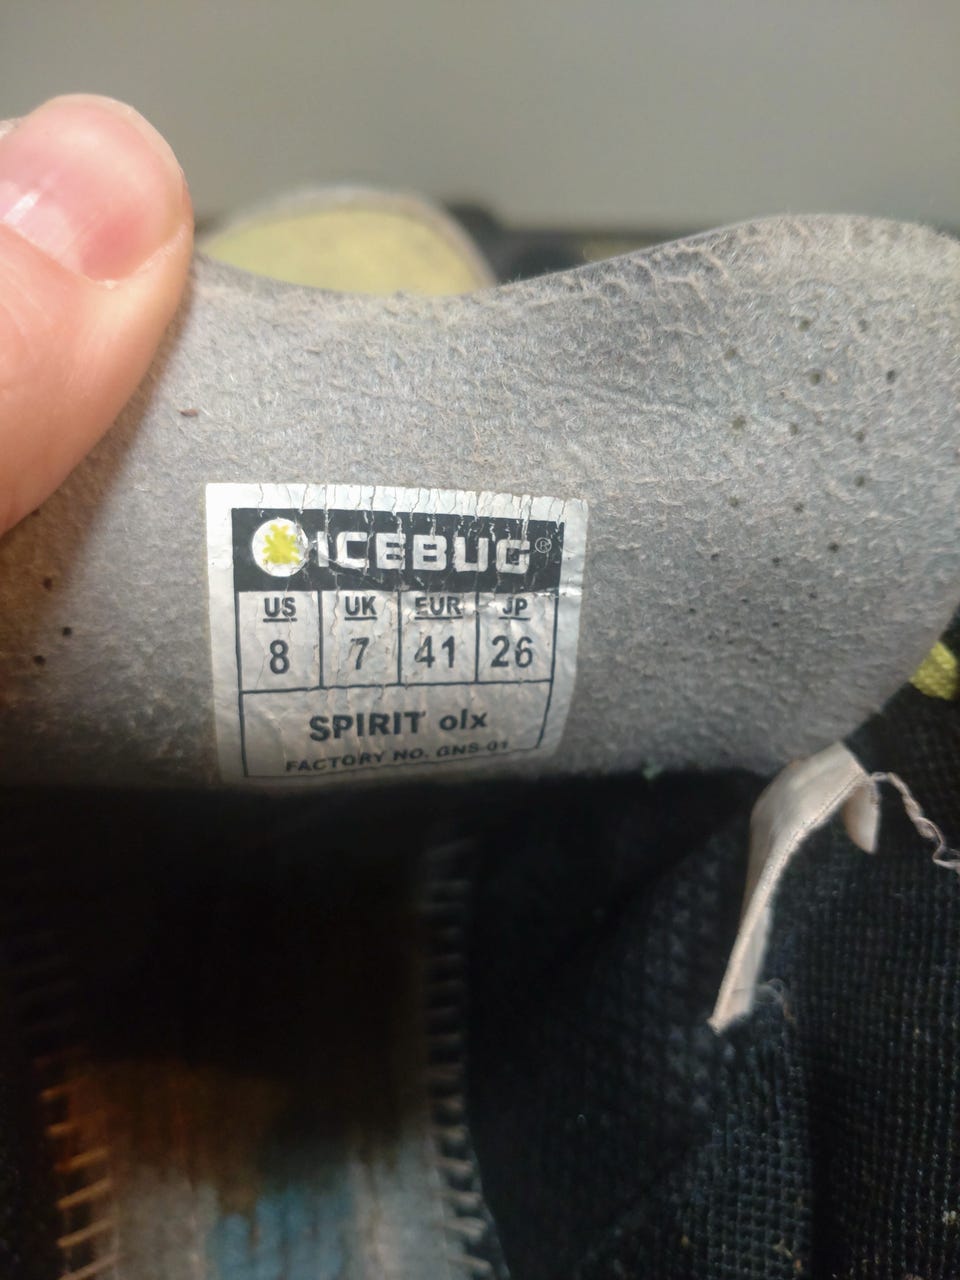 ICEBUG®
US UK EUR JP
8 7 41 26
SPIRIT olx
FACTORY NO. GNS-01